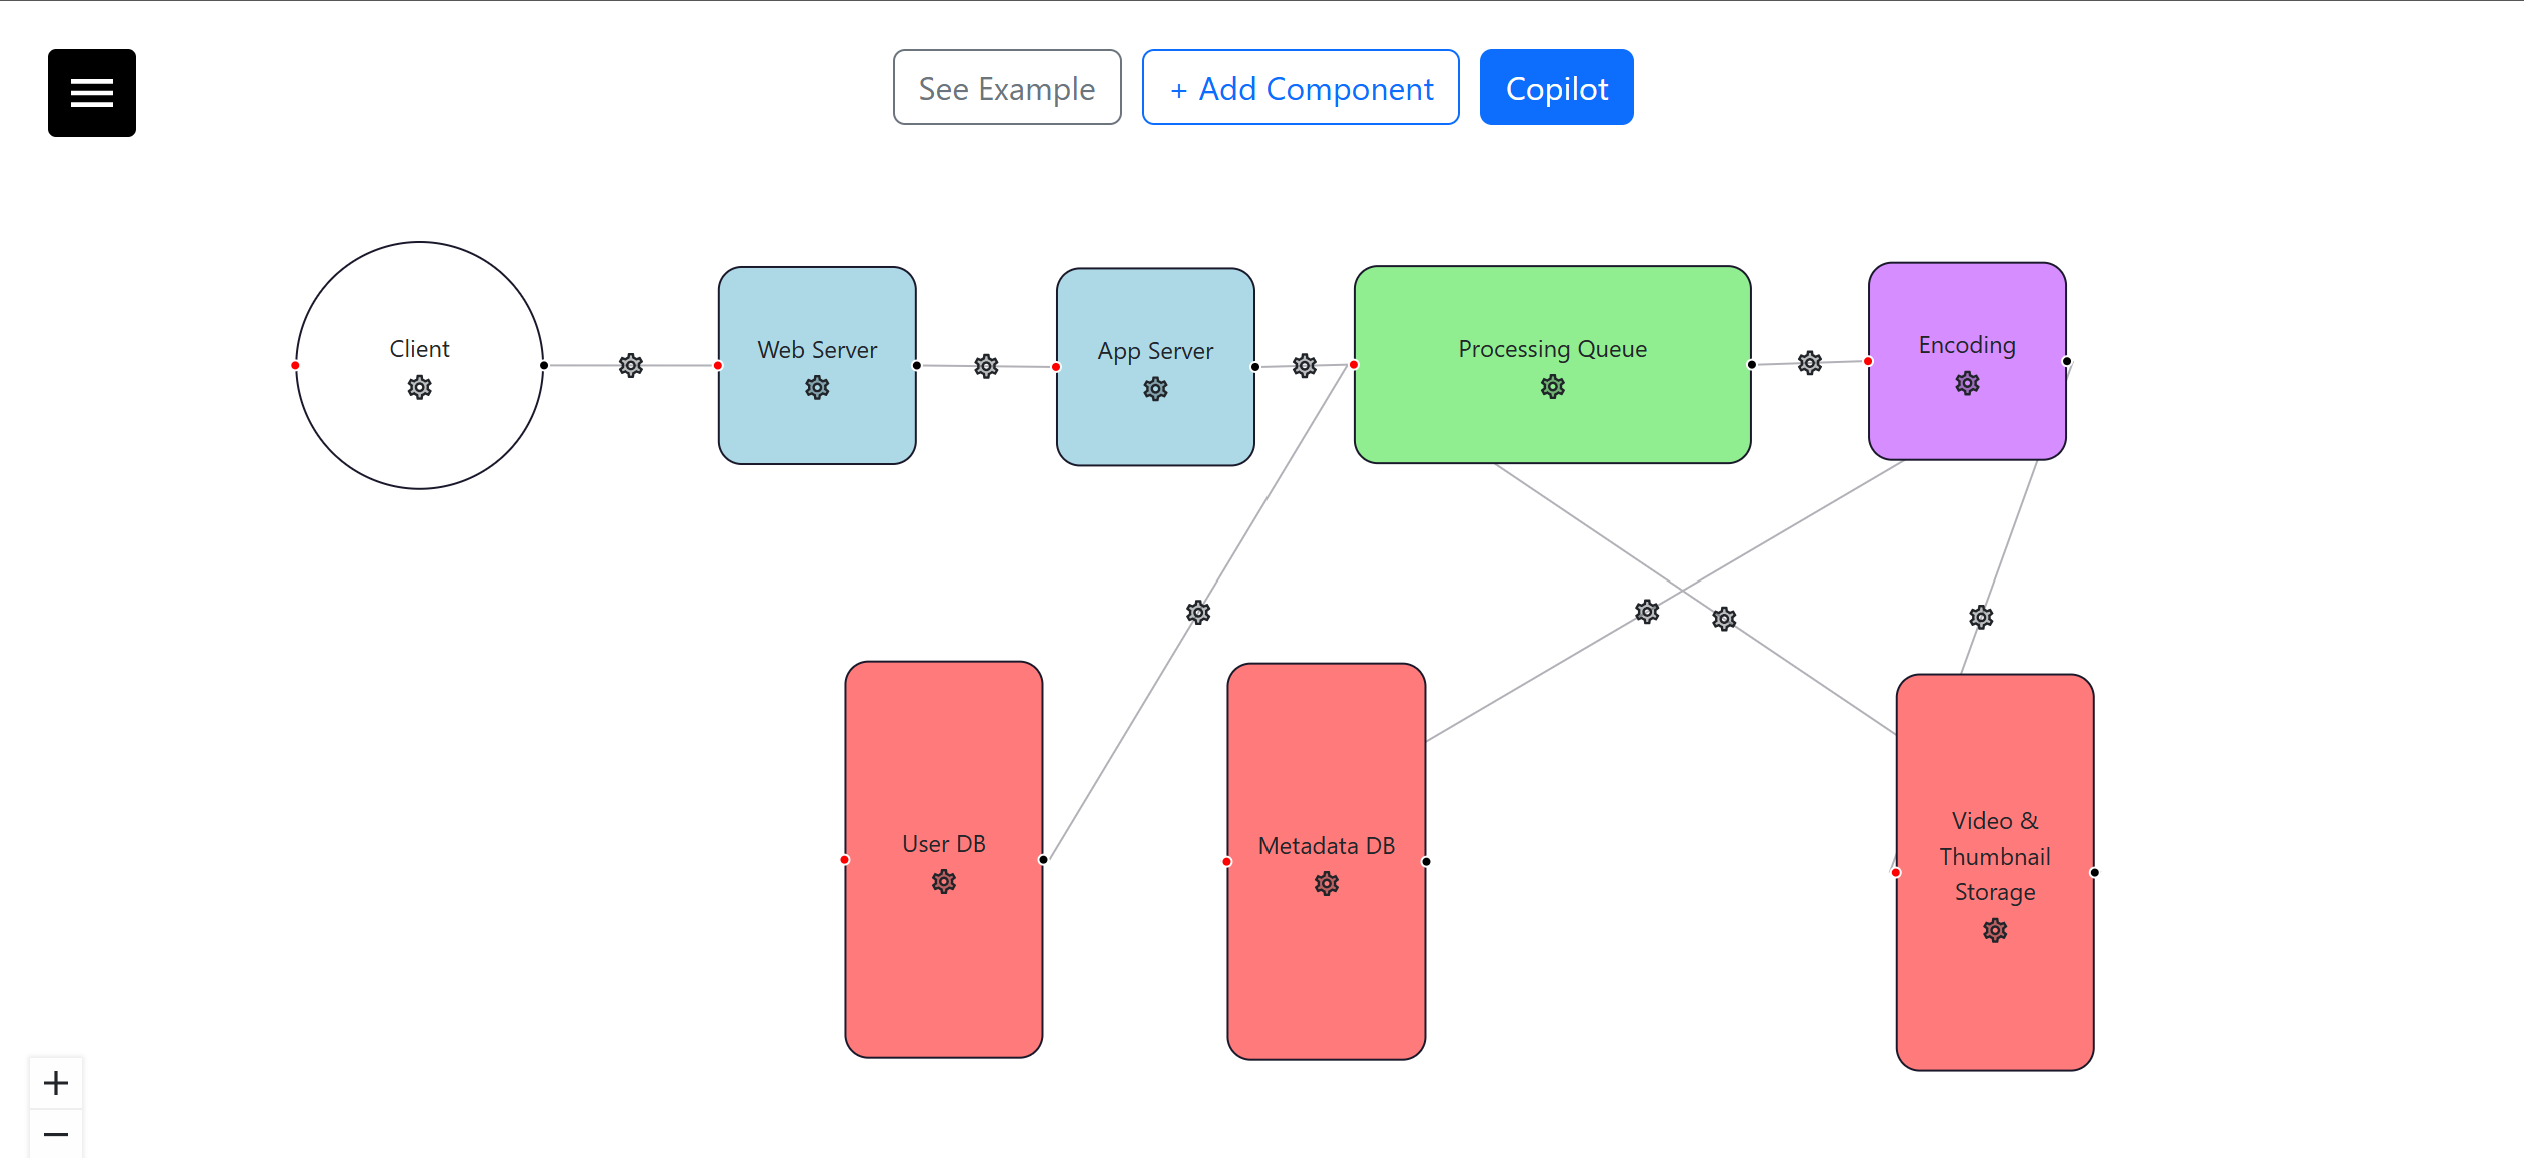 See Example
+ Add Component
Copilot
Client
Web Server
App Server
Processing Queue
Encoding
User DB
Metadata DB
Video &
Thumbnail
Storage